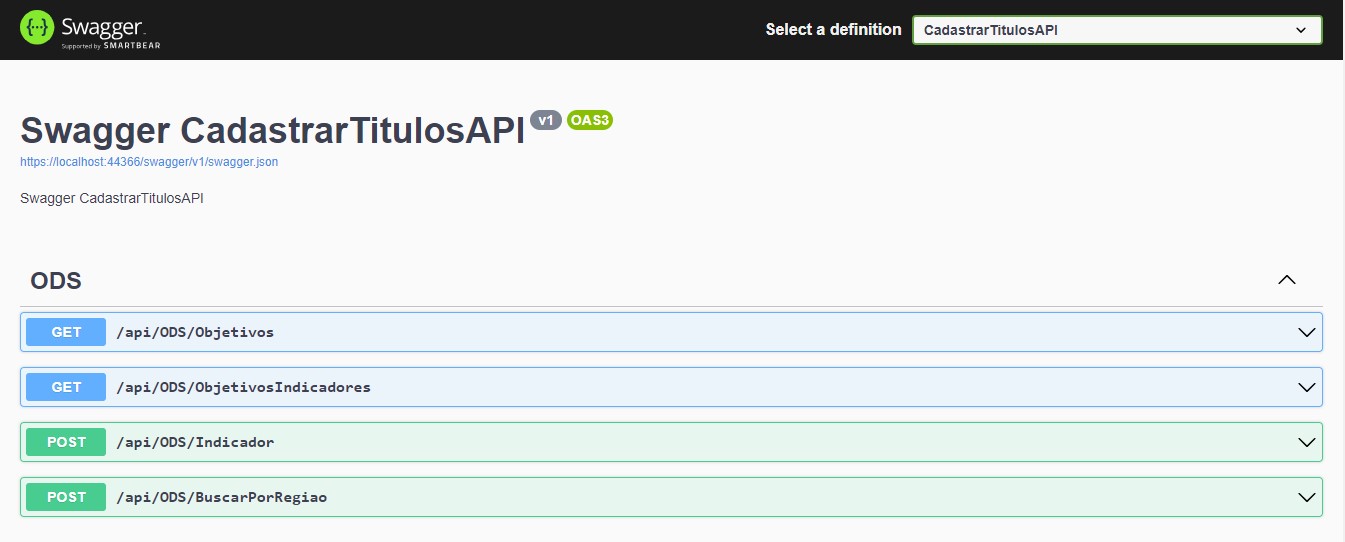 Swagger
Supported by SMARTBEAR
Select a definition
CadastrarTitulosAPI
Swagger CadastrarTitulosAPI v1 OAS3
https://localhost:44366/swagger/v1/swagger.json
Swagger CadastrarTitulosAPI
ODS
GET /api/ODS/Objetivos
GET /api/ODS/ObjetivosIndicadores
POST /api/ODS/Indicador
POST /api/ODS/BuscarPorRegiao